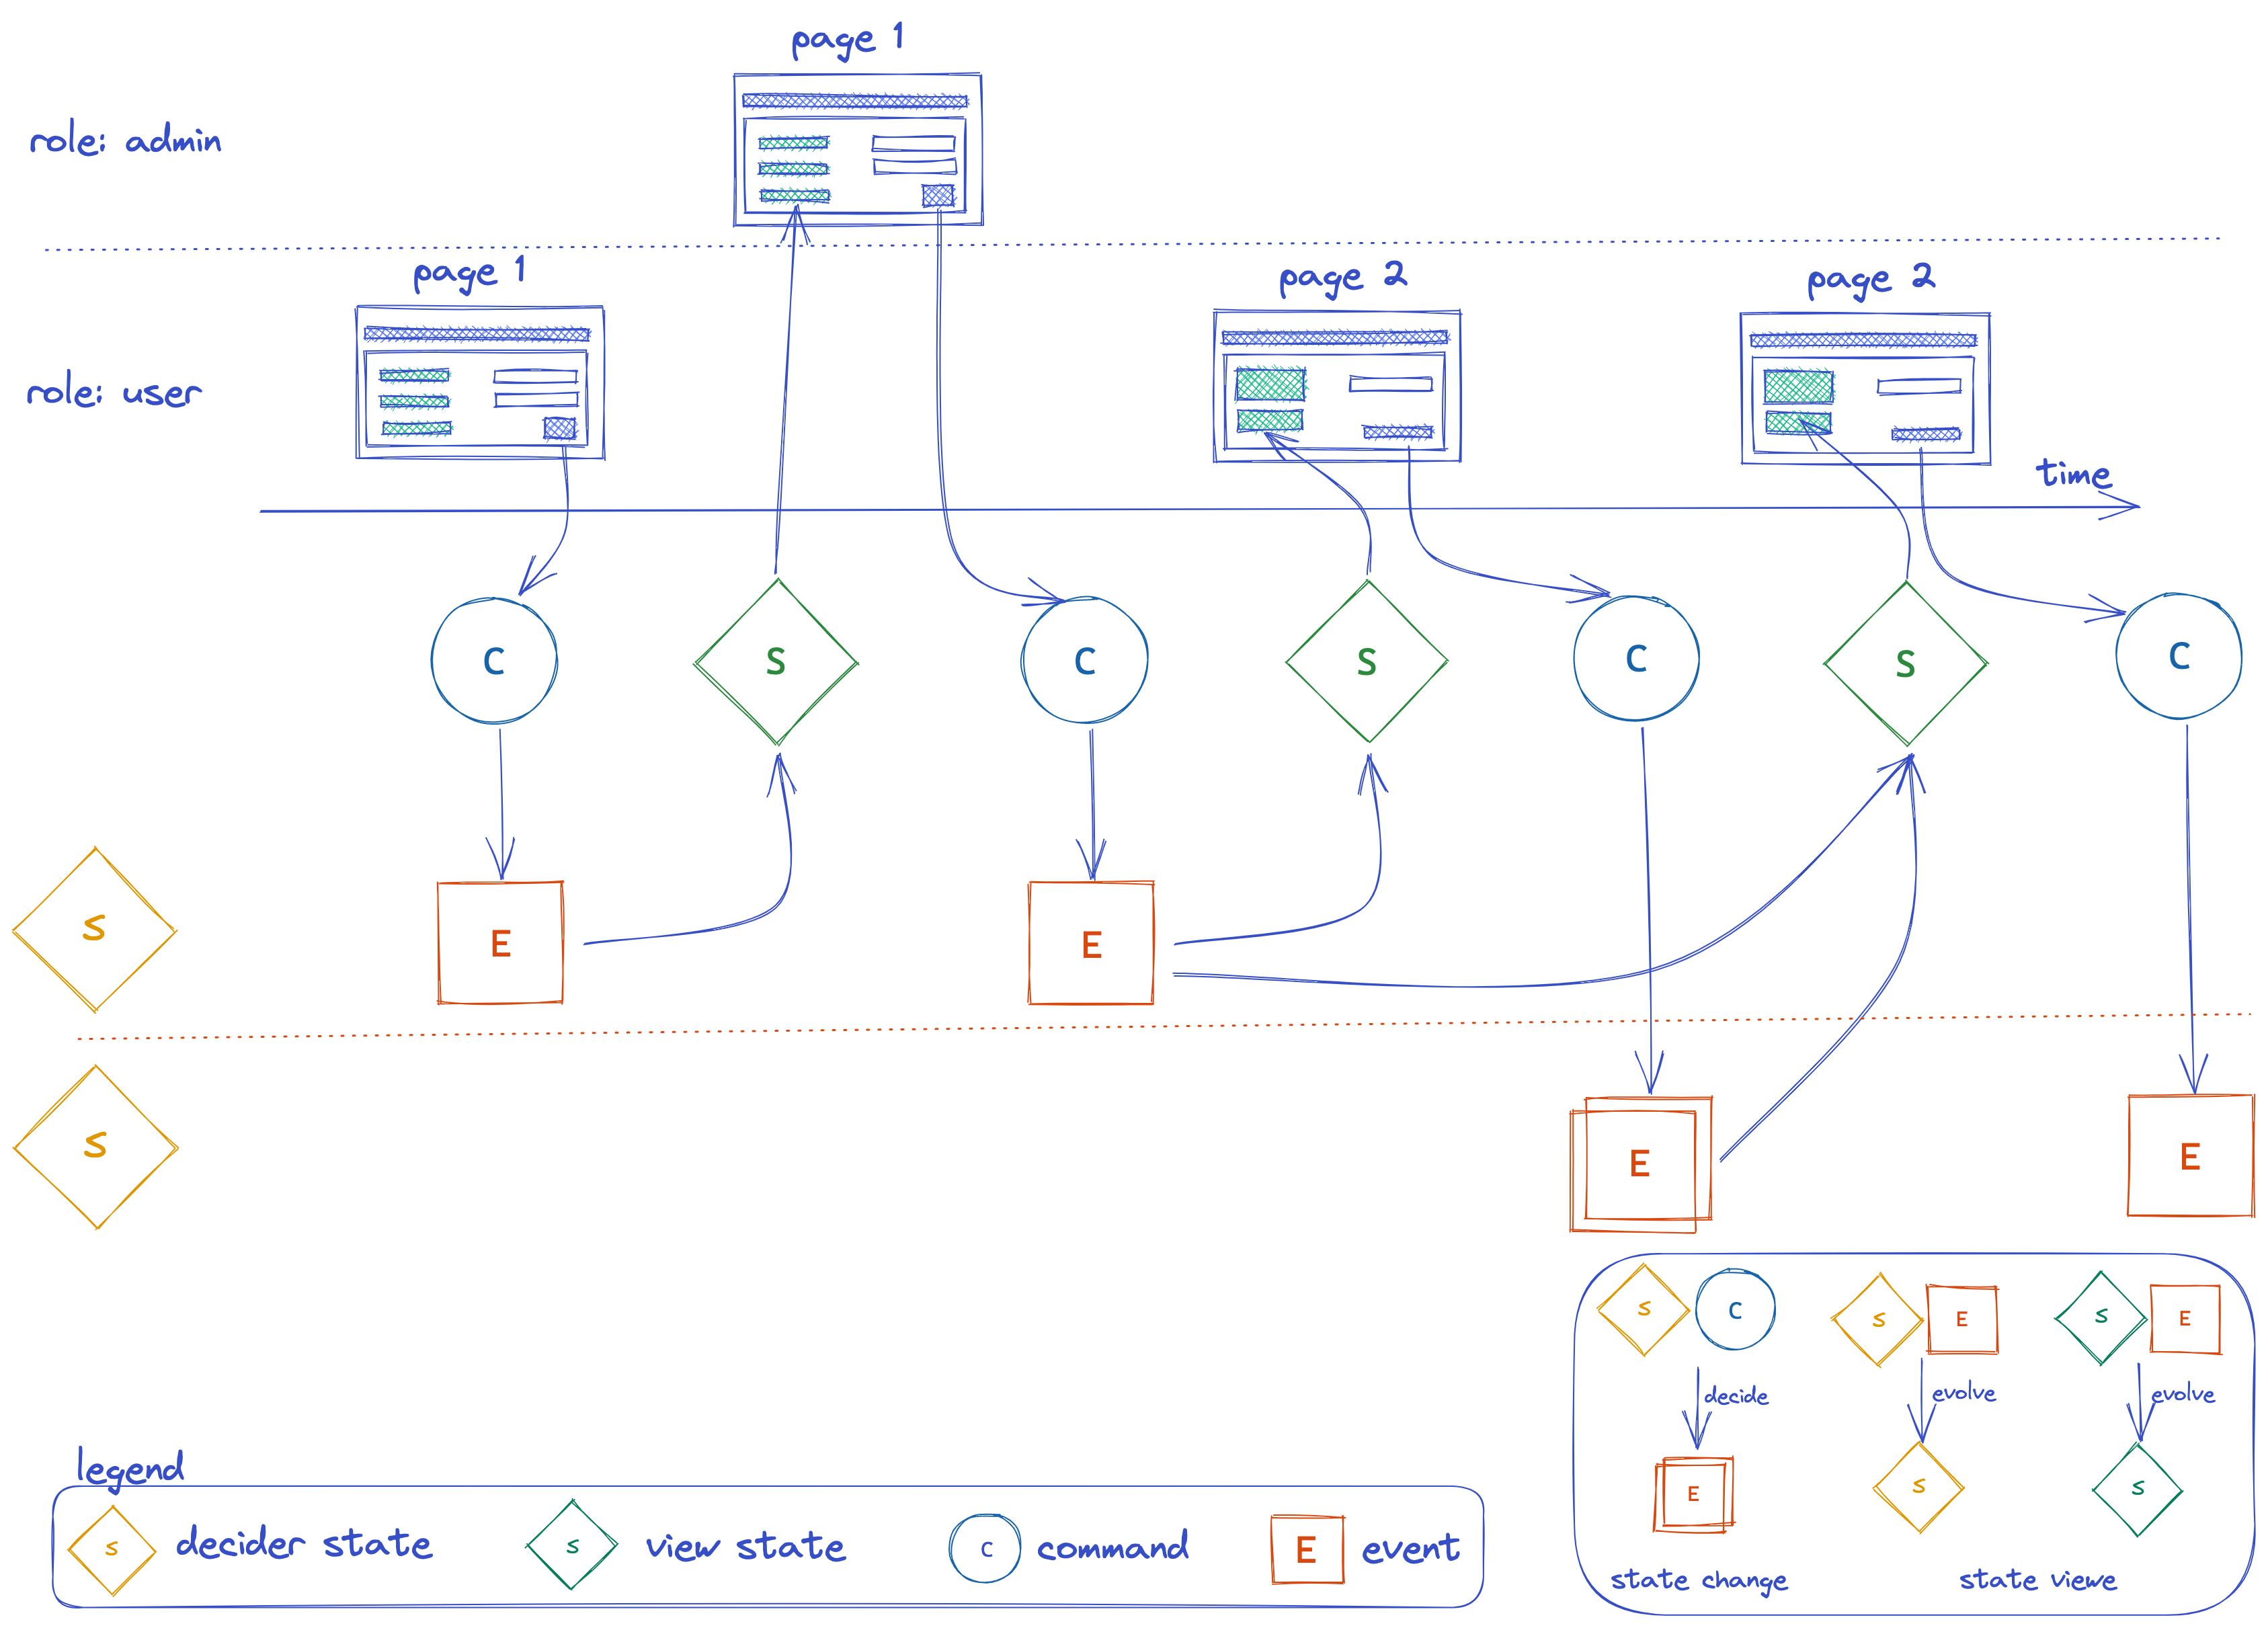 page 1
role: admin
page 1
page 2
page 2
role: user
time
C
S
C
S
C
S
C
S
E
E
S
E
E
S
C
S
E
S
E
decide
evolve
evolve
E
S
S
state change
state viewe
legend
S
decider state
S
view state
C
command
E
event